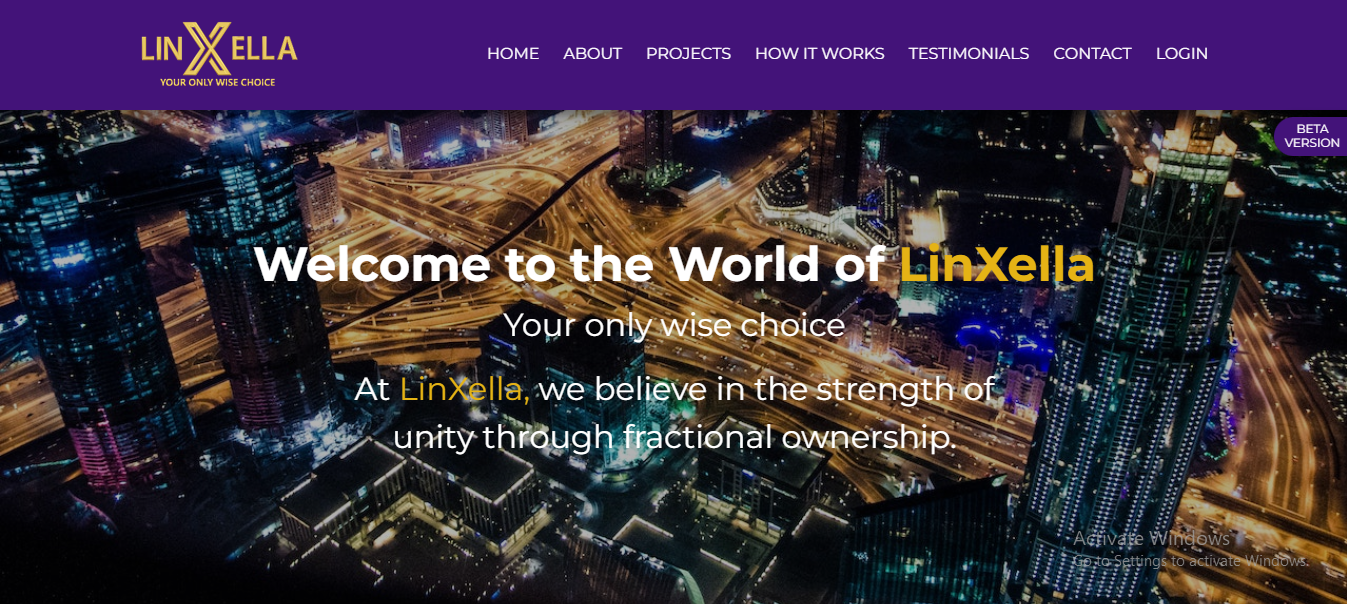 LINXELLA
YOUR ONLY WISE CHOICE
HOME ABOUT PROJECTS HOW IT WORKS TESTIMONIALS CONTACT LOGIN
BETA
VERSION
Welcome to the World of LinXella
Your only wise choice
At LinXella, we believe in the strength of
unity through fractional ownership.
Activate Windows
Go to Settings to activate Windows.